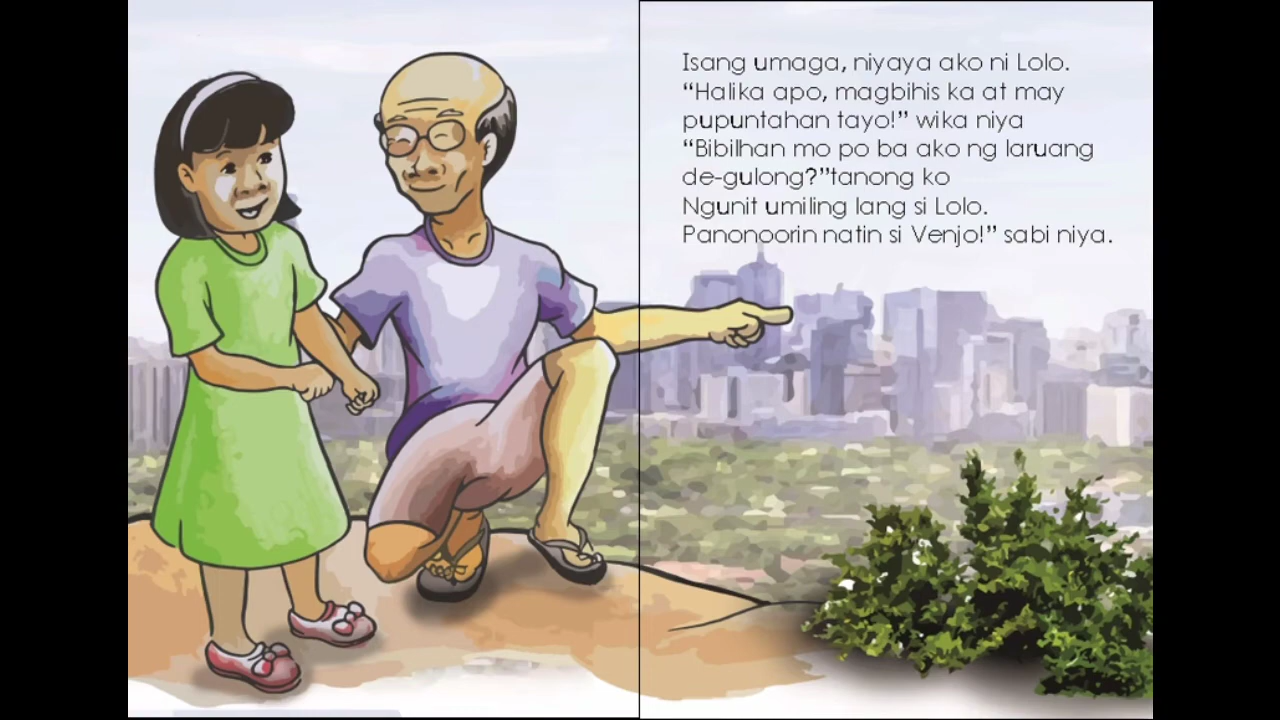 Isang umaga, niyaya ako ni Lolo.
“Halika apo, magbihis ka at may
pupuntahan tayo!” wika niya
“Bibilhan mo po ba ako ng laruang
de-gulong?”tanong ko
Ngunit umiling lang si Lolo.
Panonoorin natin si Venjo!” sabi niya.